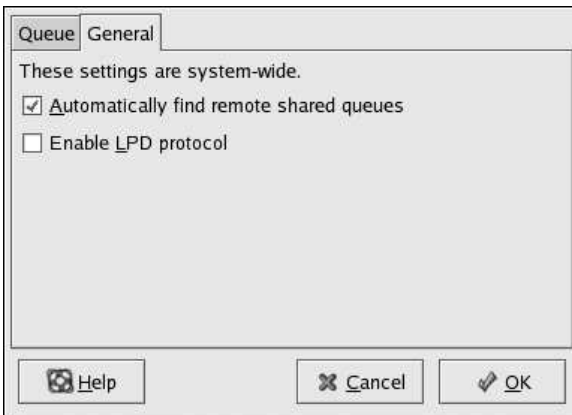 Queue General
These settings are system-wide.
Automatically find remote shared queues
Enable LPD protocol
Help Cancel OK